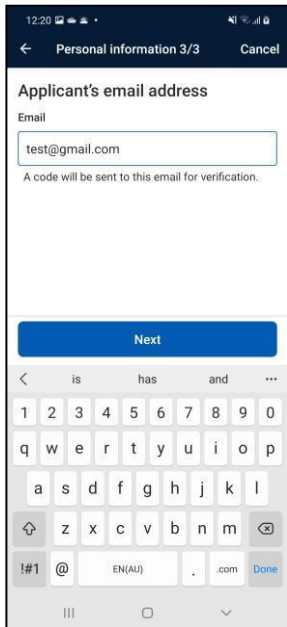 12:20
Personal information 3/3 Cancel
Applicant's email address
Email
test@gmail.com
A code will be sent to this email for verification.
Next
is has and
1 2 3 4 5 6 7 8 9 0
q w e r t y u i o p
a s d f g h j k l
z x c v b n m
!#1 @ EN(AU) . .com Done